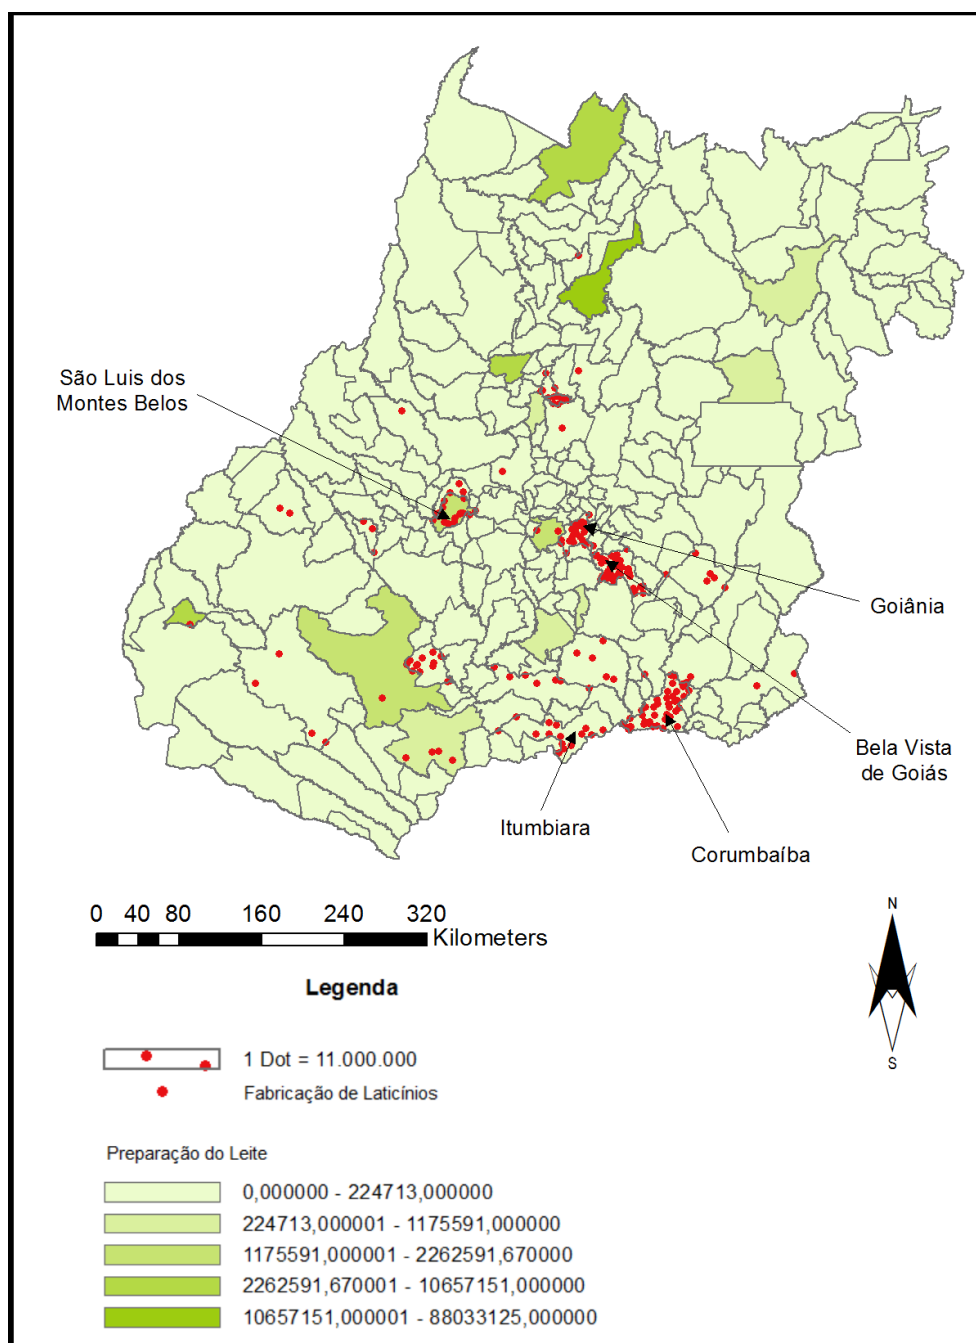 São Luis dos
Montes Belos
Goiânia
Bela Vista
de Goiás
Itumbiara
Corumbaíba
0 40 80 160 240 320
Kilometers
N
S
Legenda
1 Dot = 11.000.000
Fabricação de Laticínios
Preparação do Leite
0,000000 - 224713,000000
224713,000001 - 1175591,000000
1175591,000001 - 2262591,670000
2262591,670001 - 10657151,000000
10657151,000001 - 88033125,000000